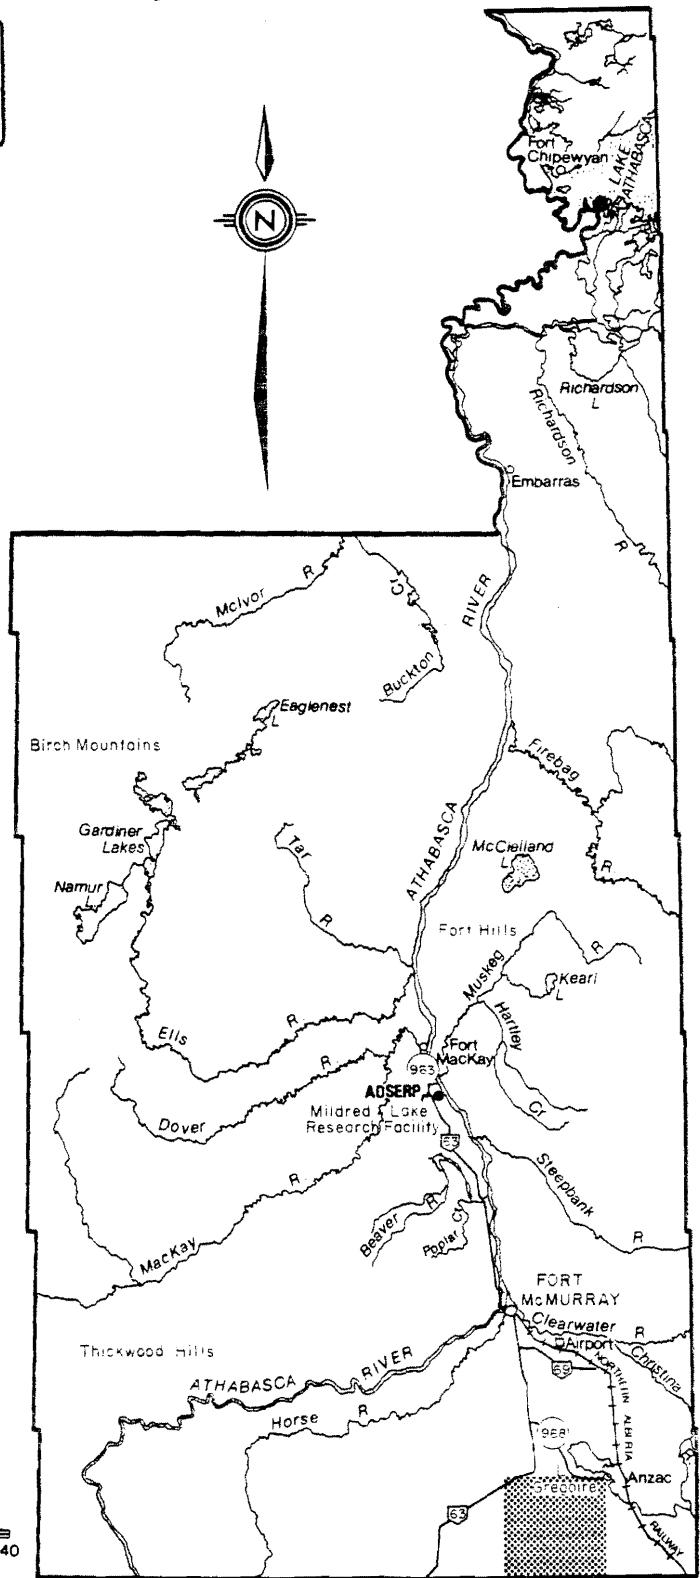 Fort
Chipewyan
LAKE
ATHABASCA
N
Richardson
L
Richardson
R
Embarras
RIVER
McIvor
R
Cr
Buckton
Eaglenest
L
Birch Mountains
Firebag
R
Gardiner
Lakes
Namur
L
Tar
R
ATHABASCA
McClelland
L
Fort Hills
Muskeg
R
Kearl
L
Hartley
Cr
Ells
R
Fort
MacKay
963
Dover
R
AOSERP
Mildred Lake
Research Facility
63
Steepbank
R
MacKay
R
Beaver
R
Poplar Cr
FORT
McMURRAY
Clearwater
R
Airport
Christina
69
Thickwood Hills
ATHABASCA
RIVER
Horse
R
NORTHERN
ALBERTA
RAILWAY
968
Anzac
Gregoire
63
40